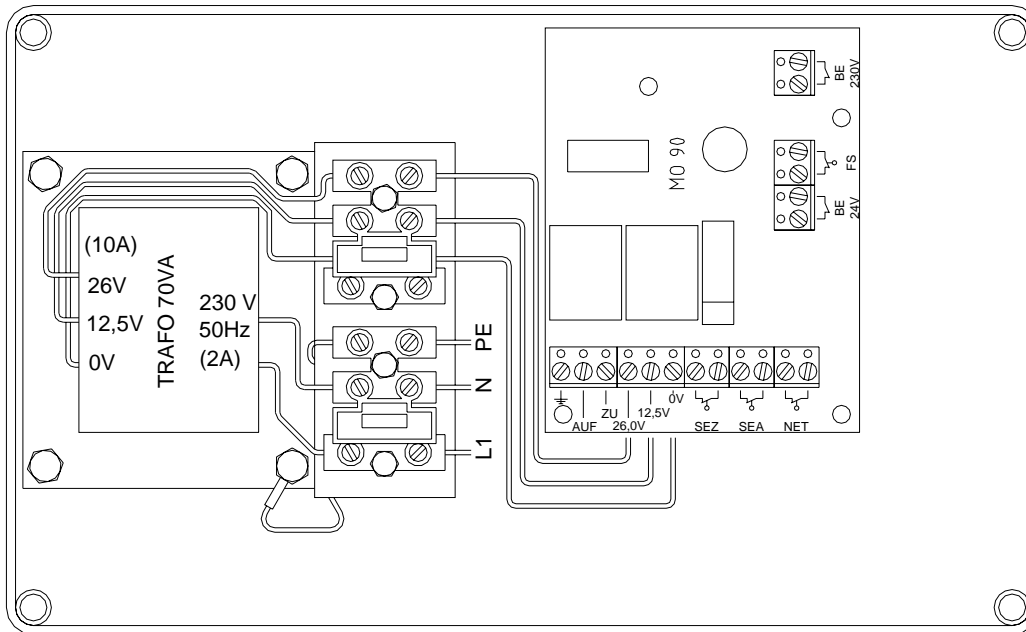 (10A)
26V
12,5V
0V
TRAFO 70VA
230 V
50Hz
(2A)
PE
N
L1
MO 90
BE
230V
FS
BE
24V
AUF
ZU
26,0V
12,5V
0V
SEZ
SEA
NET